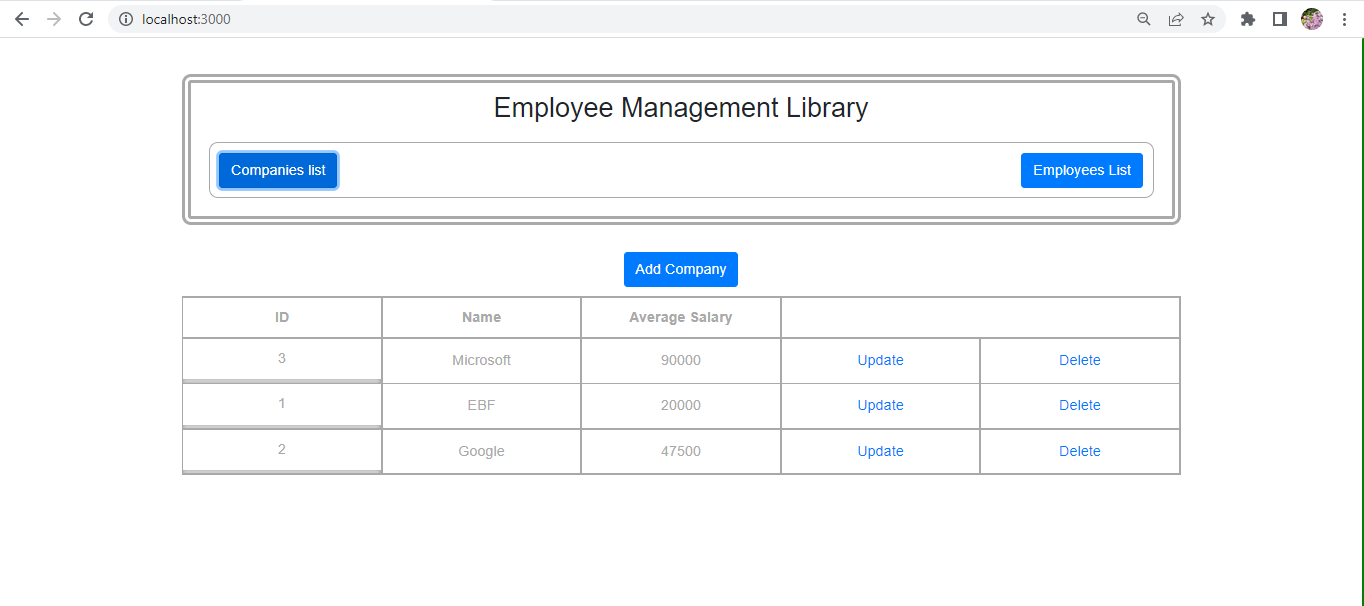 localhost:3000
Employee Management Library
Companies list Employees List
Add Company
ID Name Average Salary
3 Microsoft 90000 Update Delete
1 EBF 20000 Update Delete
2 Google 47500 Update Delete